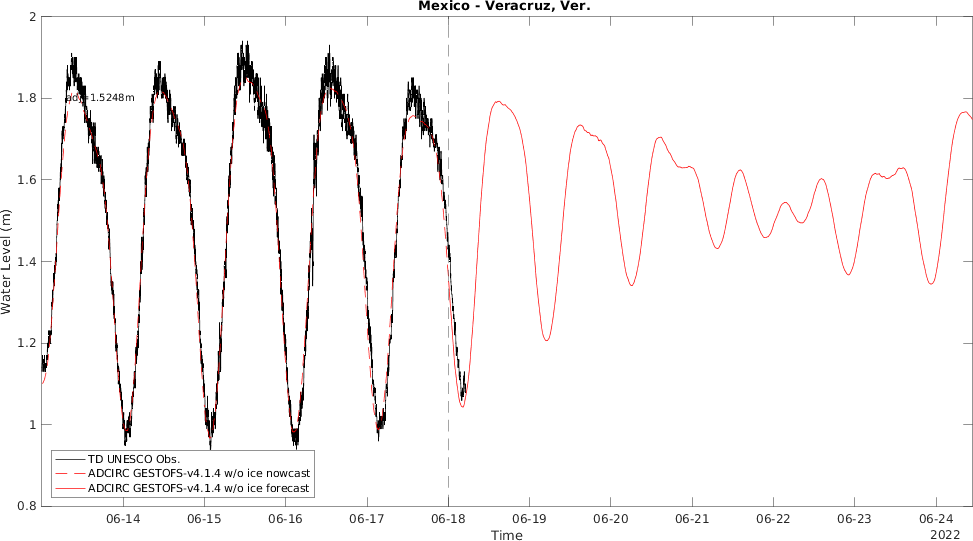 Mexico - Veracruz, Ver.
Water Level (m)
2
1.8
1.6
1.4
1.2
1
0.8
=1.5248m
TD UNESCO Obs.
ADCIRC GESTOFS-v4.1.4 w/o ice nowcast
ADCIRC GESTOFS-v4.1.4 w/o ice forecast
06-14
06-15
06-16
06-17
06-18
06-19
06-20
06-21
06-22
06-23
06-24
Time
2022